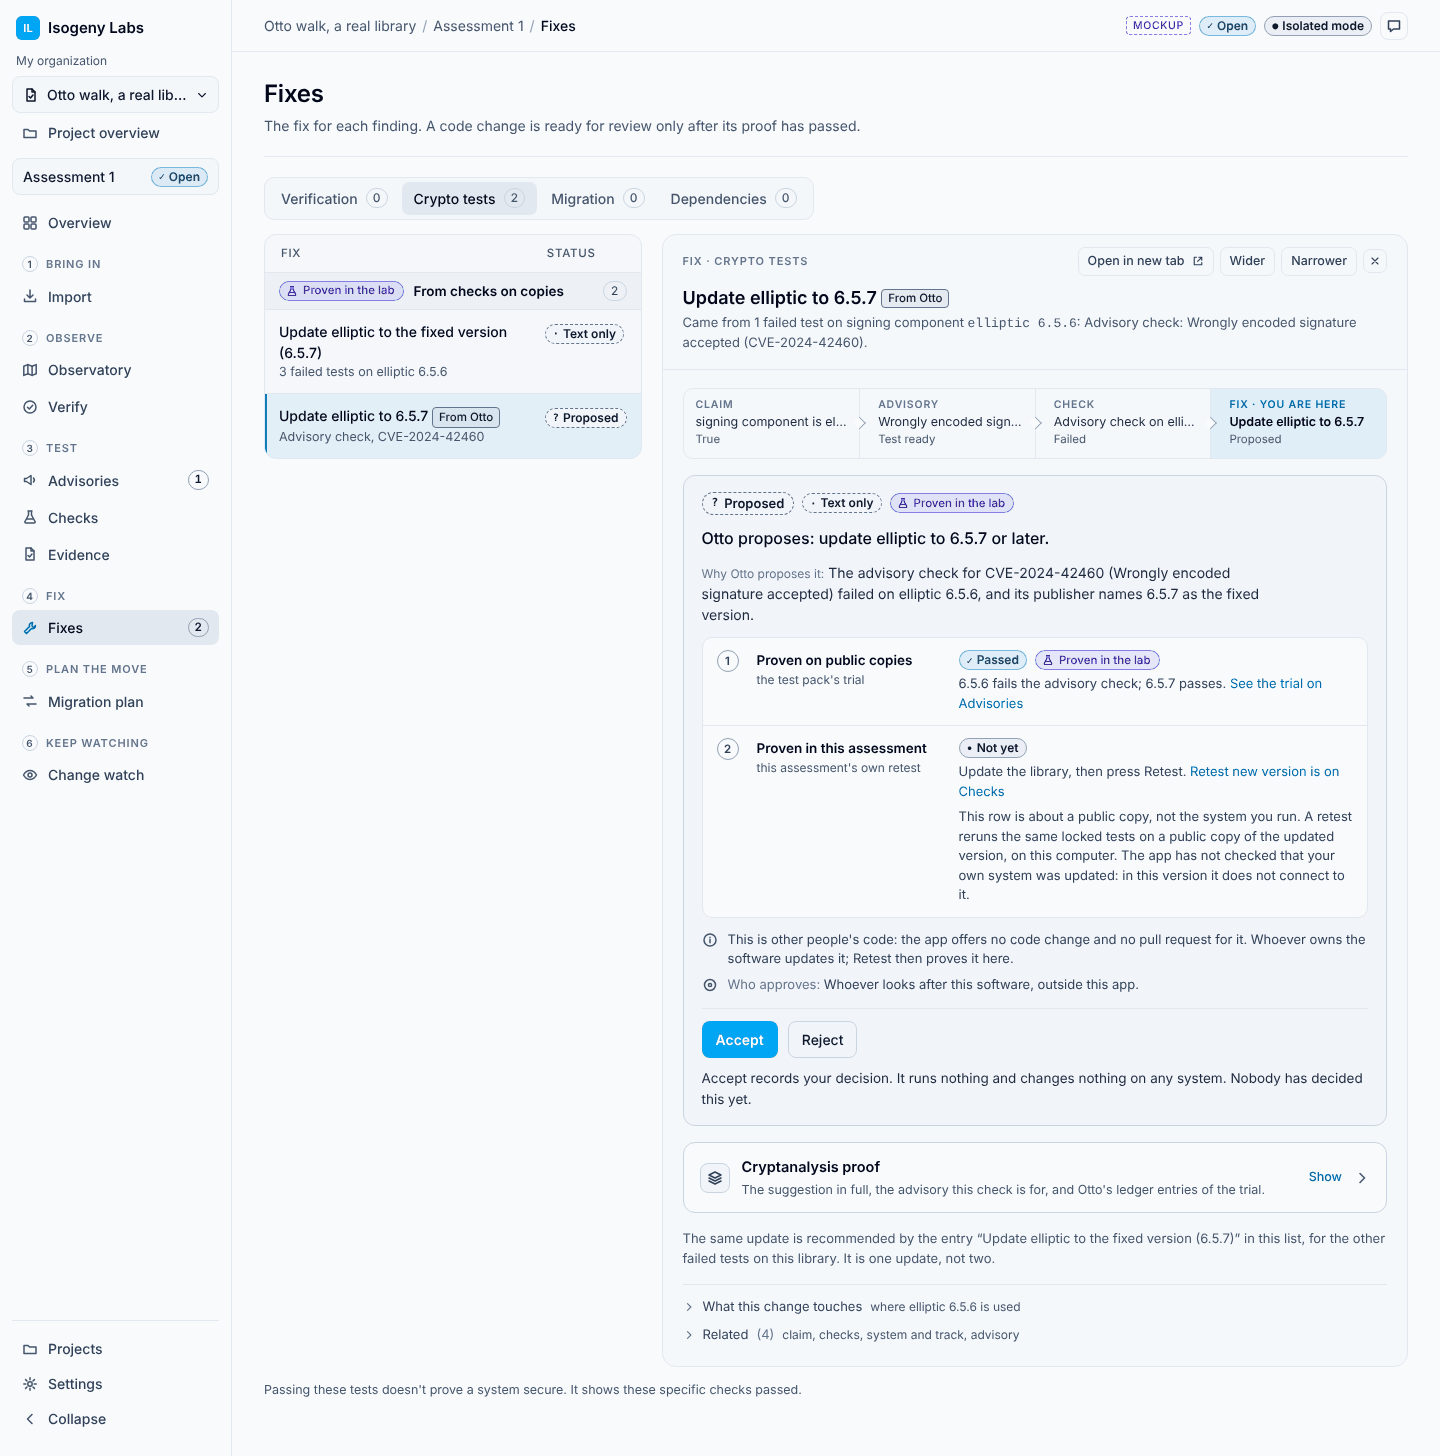 IL Isogeny Labs
My organization
Otto walk, a real lib...
Project overview
Assessment 1 ✓ Open
Overview
1 BRING IN
Import
2 OBSERVE
Observatory
Verify
3 TEST
Advisories 1
Checks
Evidence
4 FIX
Fixes 2
5 PLAN THE MOVE
Migration plan
6 KEEP WATCHING
Change watch
Projects
Settings
Collapse
Otto walk, a real library / Assessment 1 / Fixes
MOCKUP ✓ Open • Isolated mode
Fixes
The fix for each finding. A code change is ready for review only after its proof has passed.
Verification 0 Crypto tests 2 Migration 0 Dependencies 0
FIX STATUS
Proven in the lab From checks on copies 2
Update elliptic to the fixed version · Text only
(6.5.7)
3 failed tests on elliptic 6.5.6
Update elliptic to 6.5.7 From Otto ? Proposed
Advisory check, CVE-2024-42460
FIX · CRYPTO TESTS Open in new tab Wider Narrower ×
Update elliptic to 6.5.7 From Otto
Came from 1 failed test on signing component elliptic 6.5.6: Advisory check: Wrongly encoded signature
accepted (CVE-2024-42460).
CLAIM ADVISORY CHECK FIX · YOU ARE HERE
signing component is el... Wrongly encoded sign... Advisory check on elli... Update elliptic to 6.5.7
True Test ready Failed Proposed
? Proposed · Text only Proven in the lab
Otto proposes: update elliptic to 6.5.7 or later.
Why Otto proposes it: The advisory check for CVE-2024-42460 (Wrongly encoded
signature accepted) failed on elliptic 6.5.6, and its publisher names 6.5.7 as the fixed
version.
1 Proven on public copies ✓ Passed Proven in the lab
the test pack's trial
6.5.6 fails the advisory check; 6.5.7 passes. See the trial on
Advisories
2 Proven in this assessment • Not yet
this assessment's own retest
Update the library, then press Retest. Retest new version is on
Checks
This row is about a public copy, not the system you run. A retest
reruns the same locked tests on a public copy of the updated
version, on this computer. The app has not checked that your
own system was updated: in this version it does not connect to
it.
This is other people's code: the app offers no code change and no pull request for it. Whoever owns the
software updates it; Retest then proves it here.
Who approves: Whoever looks after this software, outside this app.
Accept Reject
Accept records your decision. It runs nothing and changes nothing on any system. Nobody has decided
this yet.
Cryptanalysis proof
The suggestion in full, the advisory this check is for, and Otto's ledger entries of the trial.
Show
The same update is recommended by the entry “Update elliptic to the fixed version (6.5.7)” in this list, for the other
failed tests on this library. It is one update, not two.
What this change touches where elliptic 6.5.6 is used
Related (4) claim, checks, system and track, advisory
Passing these tests doesn't prove a system secure. It shows these specific checks passed.